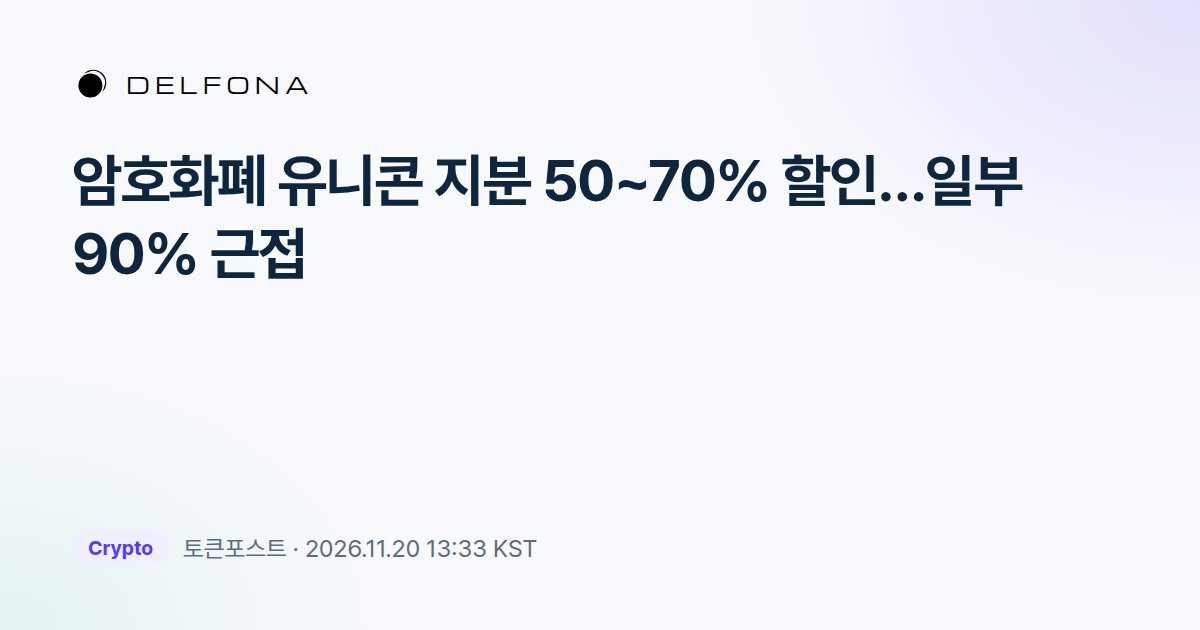 DELFONA
암호화폐 유니콘 지분 50~70% 할인…일부
90% 근접
Crypto 토큰포스트 · 2026.11.20 13:33 KST